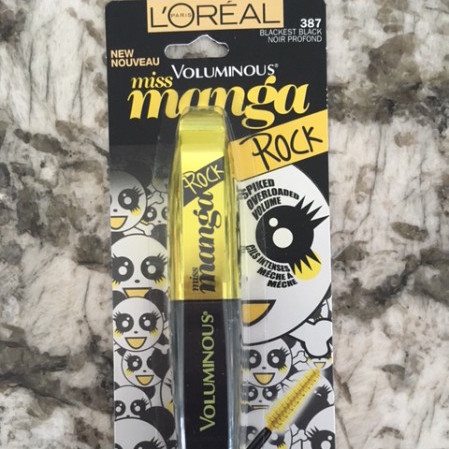 L'ORÉAL
PARIS
387
BLACKEST BLACK
NOIR PROFOND
NEW
NOUVEAU
VOLUMINOUS®
miss
manga
ROCK
SPIKED
OVERLOADED
VOLUME
CILS INTENSES
MÈCHE À
MÈCHE
ROCK
miss
manga
VOLUMINOUS®